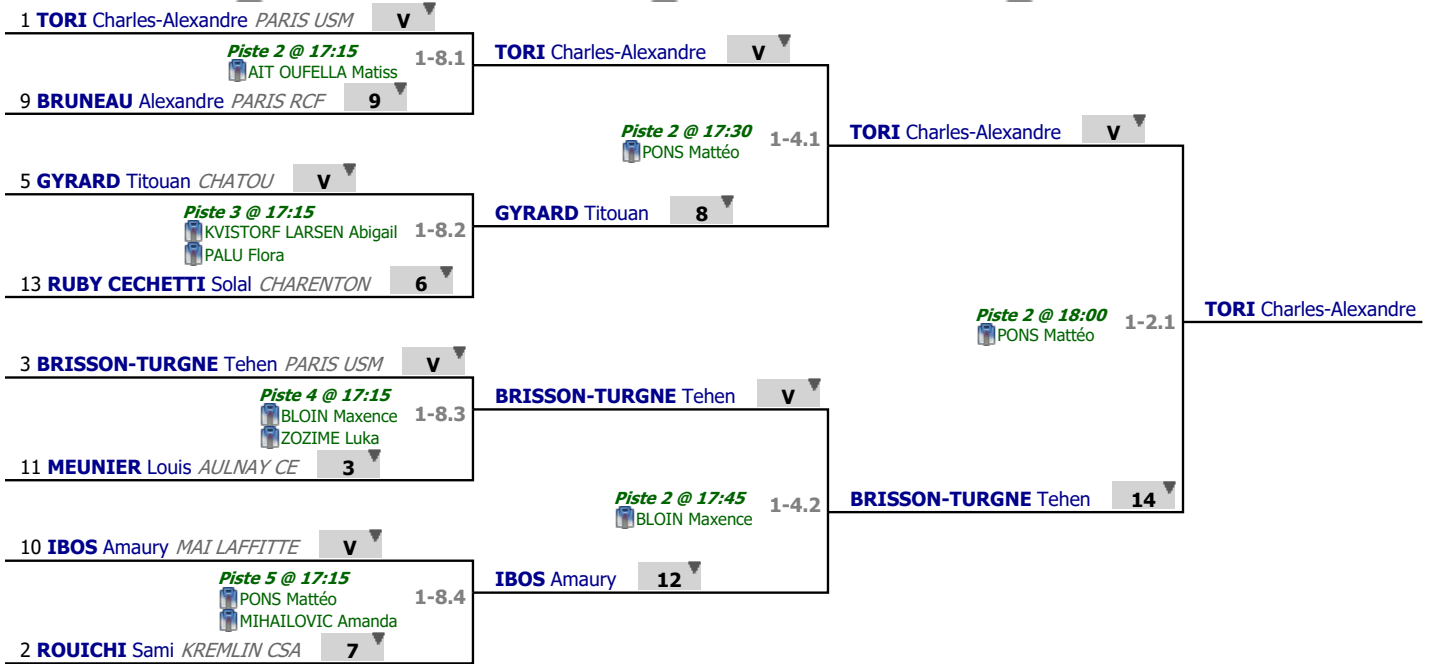 1 TORI Charles-Alexandre PARIS USM V
Piste 2 @ 17:15
AIT OUFELLA Matiss
1-8.1
9 BRUNEAU Alexandre PARIS RCF 9
5 GYRARD Titouan CHATOU V
Piste 3 @ 17:15
KVISTORF LARSEN Abigail
1-8.2
PALU Flora
13 RUBY CECHETTI Solal CHARENTON 6
3 BRISSON-TURGNE Tehen PARIS USM V
Piste 4 @ 17:15
BLOIN Maxence
1-8.3
ZOZIME Luka
11 MEUNIER Louis AULNAY CE 3
10 IBOS Amaury MAI LAFFITTE V
Piste 5 @ 17:15
PONS Mattéo
1-8.4
MIHAILOVIC Amanda
2 ROUICHI Sami KREMLIN CSA 7
TORI Charles-Alexandre V
Piste 2 @ 17:30
PONS Mattéo
1-4.1
GYRARD Titouan 8
BRISSON-TURGNE Tehen V
Piste 2 @ 17:45
BLOIN Maxence
1-4.2
IBOS Amaury 12
TORI Charles-Alexandre V
Piste 2 @ 18:00
PONS Mattéo
1-2.1
BRISSON-TURGNE Tehen 14
TORI Charles-Alexandre